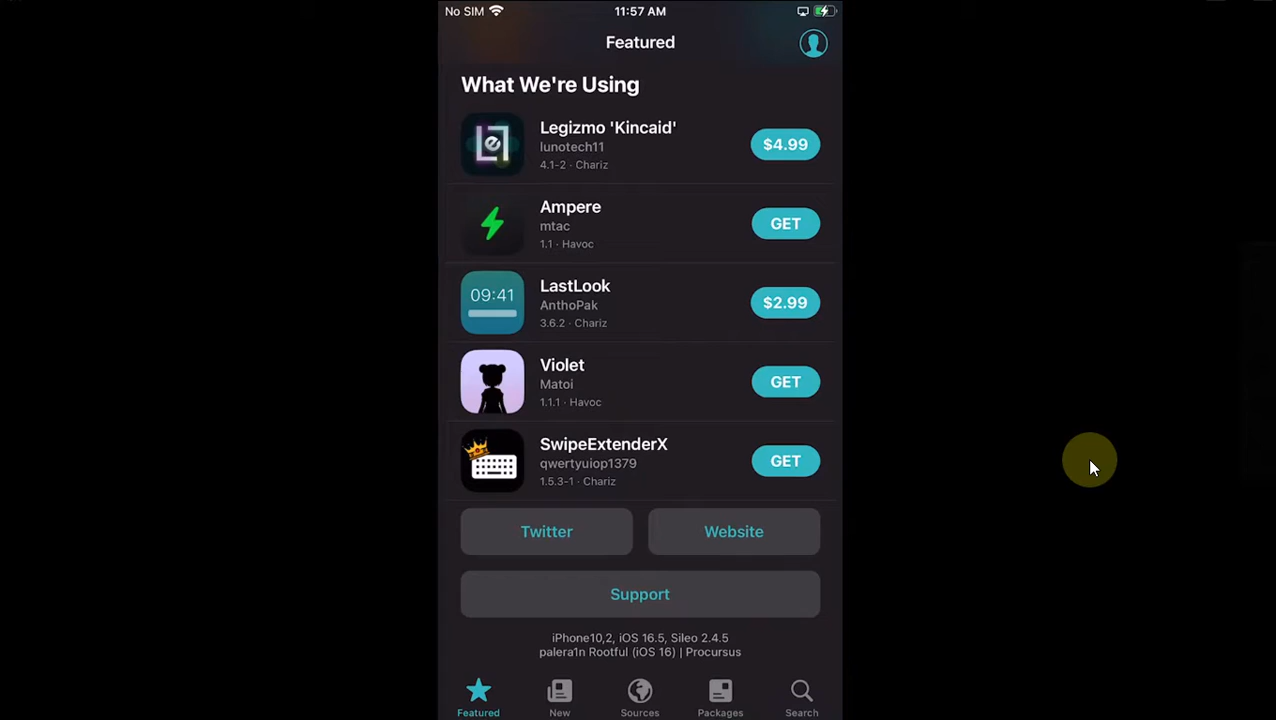 No SIM
11:57 AM
Featured
What We're Using
Legizmo 'Kincaid'
lunotech11
4.1-2 · Chariz
$4.99
Ampere
mtac
1.1 · Havoc
GET
09:41
LastLook
AnthoPak
3.6.2 · Chariz
$2.99
Violet
Matoi
1.1.1 · Havoc
GET
SwipeExtenderX
qwertyuiop1379
1.5.3-1 · Chariz
GET
Twitter
Website
Support
iPhone10,2, iOS 16.5, Sileo 2.4.5
palera1n Rootful (iOS 16) | Procursus
Featured
New
Sources
Packages
Search